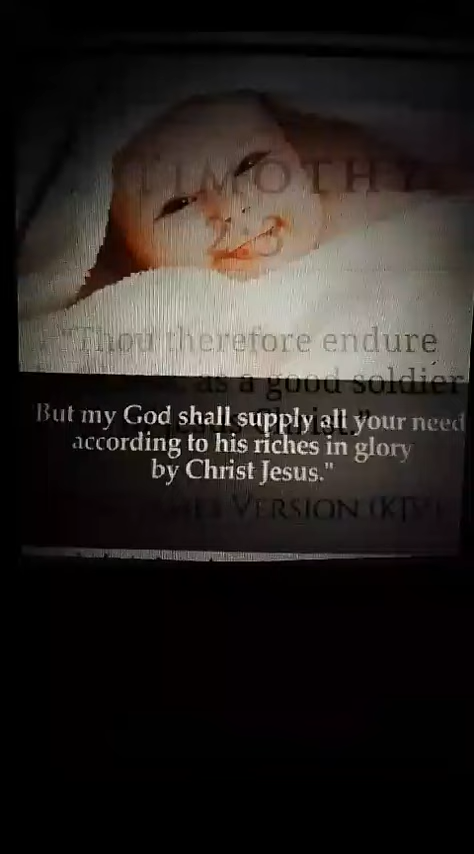 TIMOTHY
2:3
"Thou therefore endure
as a good soldier
Christ."
But my God shall supply all your need
according to his riches in glory
by Christ Jesus."
VERSION (KJV)